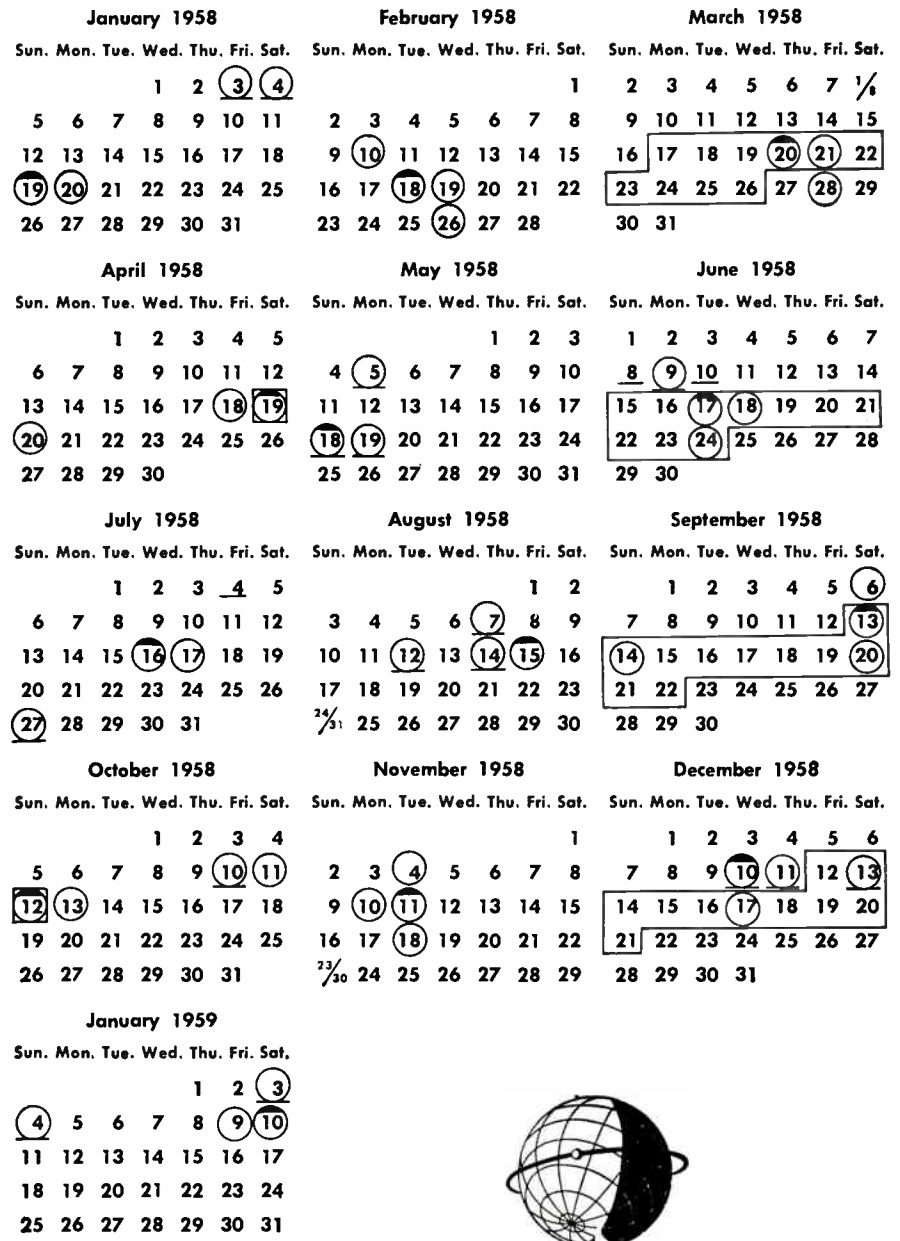 January 1958
Sun. Mon. Tue. Wed. Thu. Fri. Sat.
1 2 3 4
5 6 7 8 9 10 11
12 13 14 15 16 17 18
19 20 21 22 23 24 25
26 27 28 29 30 31
February 1958
Sun. Mon. Tue. Wed. Thu. Fri. Sat.
1
2 3 4 5 6 7 8
9 10 11 12 13 14 15
16 17 18 19 20 21 22
23 24 25 26 27 28
March 1958
Sun. Mon. Tue. Wed. Thu. Fri. Sat.
2 3 4 5 6 7 1/8
9 10 11 12 13 14 15
16 17 18 19 20 21 22
23 24 25 26 27 28 29
30 31
April 1958
Sun. Mon. Tue. Wed. Thu. Fri. Sat.
1 2 3 4 5
6 7 8 9 10 11 12
13 14 15 16 17 18 19
20 21 22 23 24 25 26
27 28 29 30
May 1958
Sun. Mon. Tue. Wed. Thu. Fri. Sat.
1 2 3
4 5 6 7 8 9 10
11 12 13 14 15 16 17
18 19 20 21 22 23 24
25 26 27 28 29 30 31
June 1958
Sun. Mon. Tue. Wed. Thu. Fri. Sat.
1 2 3 4 5 6 7
8 9 10 11 12 13 14
15 16 17 18 19 20 21
22 23 24 25 26 27 28
29 30
July 1958
Sun. Mon. Tue. Wed. Thu. Fri. Sat.
1 2 3 4 5
6 7 8 9 10 11 12
13 14 15 16 17 18 19
20 21 22 23 24 25 26
27 28 29 30 31
August 1958
Sun. Mon. Tue. Wed. Thu. Fri. Sat.
1 2
3 4 5 6 7 8 9
10 11 12 13 14 15 16
17 18 19 20 21 22 23
24/31 25 26 27 28 29 30
September 1958
Sun. Mon. Tue. Wed. Thu. Fri. Sat.
1 2 3 4 5 6
7 8 9 10 11 12 13
14 15 16 17 18 19 20
21 22 23 24 25 26 27
28 29 30
October 1958
Sun. Mon. Tue. Wed. Thu. Fri. Sat.
1 2 3 4
5 6 7 8 9 10 11
12 13 14 15 16 17 18
19 20 21 22 23 24 25
26 27 28 29 30 31
November 1958
Sun. Mon. Tue. Wed. Thu. Fri. Sat.
1
2 3 4 5 6 7 8
9 10 11 12 13 14 15
16 17 18 19 20 21 22
23/30 24 25 26 27 28 29
December 1958
Sun. Mon. Tue. Wed. Thu. Fri. Sat.
1 2 3 4 5 6
7 8 9 10 11 12 13
14 15 16 17 18 19 20
21 22 23 24 25 26 27
28 29 30 31
January 1959
Sun. Mon. Tue. Wed. Thu. Fri. Sat.
1 2 3
4 5 6 7 8 9 10
11 12 13 14 15 16 17
18 19 20 21 22 23 24
25 26 27 28 29 30 31